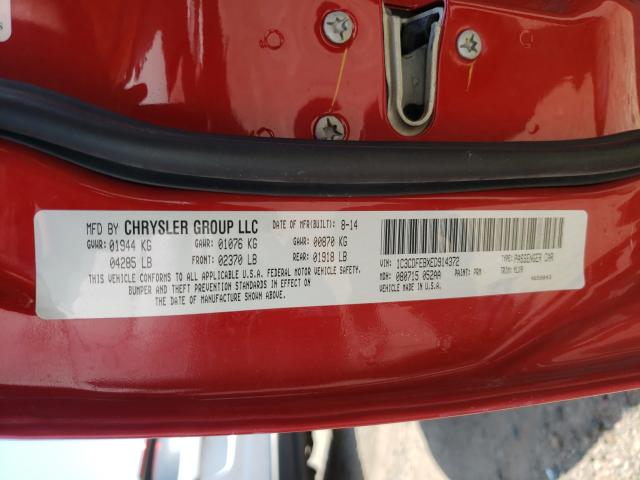 MFD BY CHRYSLER GROUP LLC DATE OF MFR(BUILT): 8-14
GVWR: 01944 KG GAWR: 01076 KG GAWR: 00870 KG
04285 LB FRONT: 02370 LB REAR: 01918 LB
THIS VEHICLE CONFORMS TO ALL APPLICABLE U.S.A. FEDERAL MOTOR VEHICLE SAFETY,
BUMPER AND THEFT PREVENTION STANDARDS IN EFFECT ON
THE DATE OF MANUFACTURE SHOWN ABOVE.
VIN: 1C3CDFEBXED914372 TYPE: PASSENGER CAR
MDH: 080715 052AA PAINT: PRM TRIM:
VEHICLE MADE IN U.S.A.